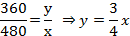 360/480 = y/x ⇒ y = 3/4 x